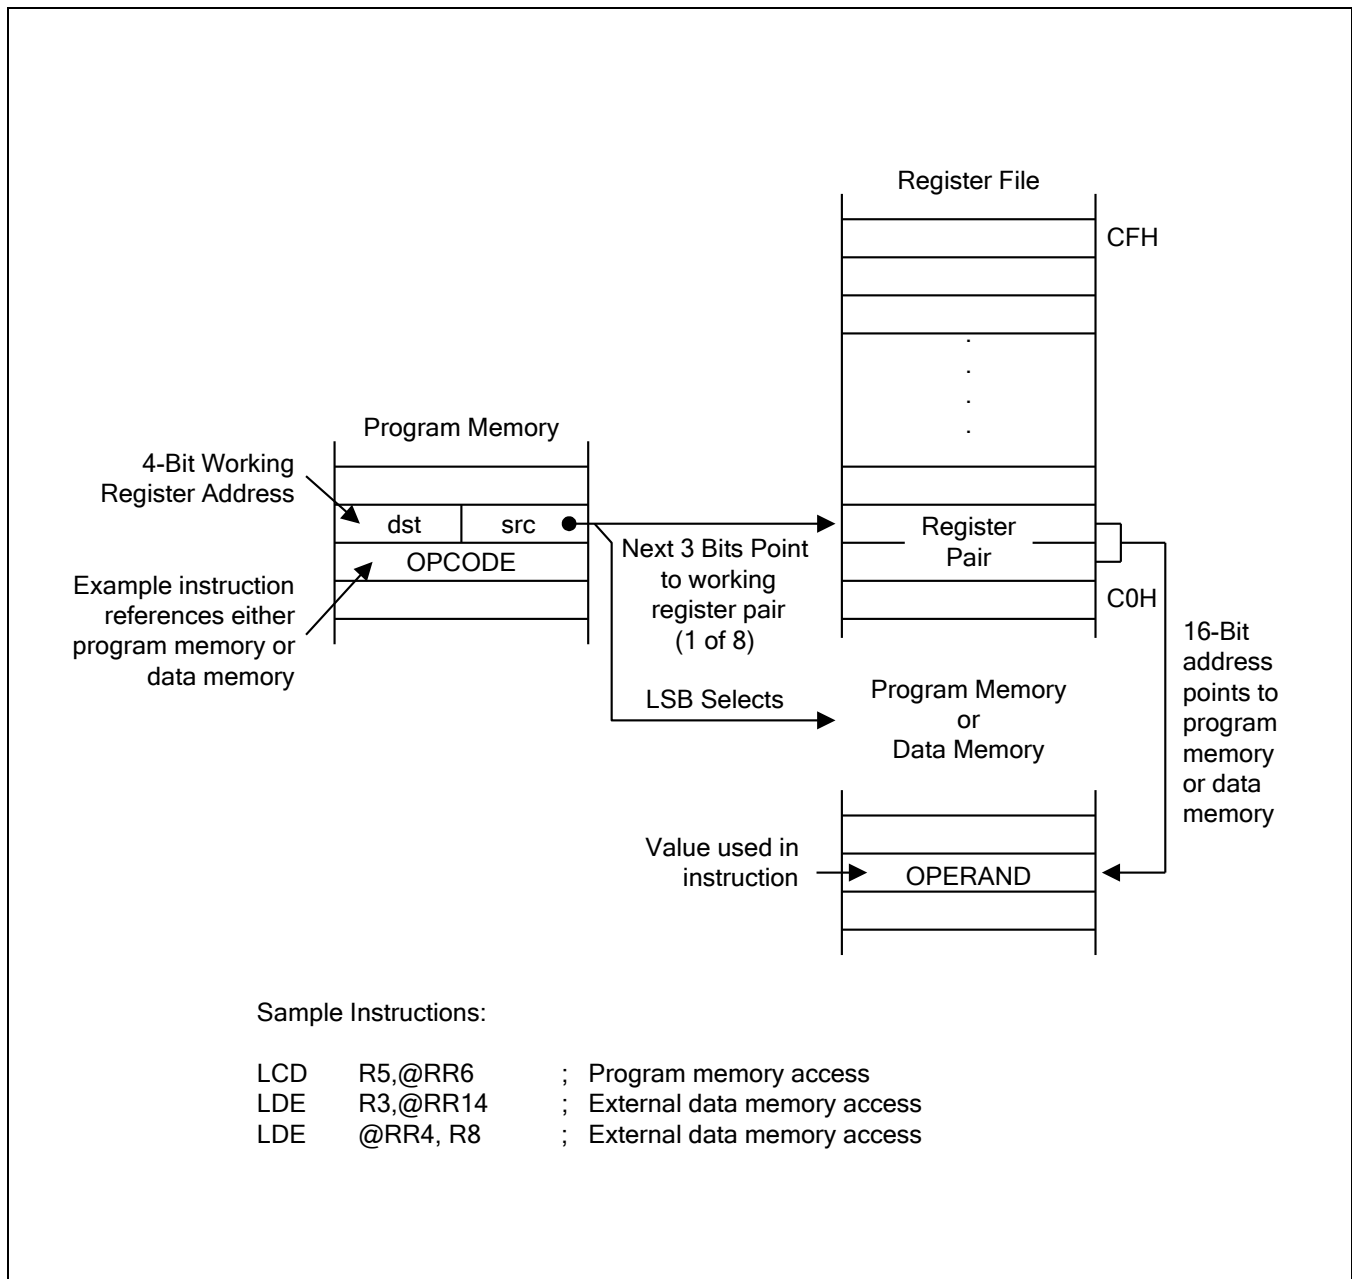 Register File
CFH
Program Memory
4-Bit Working
Register Address
dst src
OPCODE
Example instruction
references either
program memory or
data memory
Next 3 Bits Point
to working
register pair
(1 of 8)
LSB Selects
Register
Pair
C0H
16-Bit
address
points to
program
memory
or data
memory
Program Memory
or
Data Memory
Value used in
instruction
OPERAND
Sample Instructions:
LCD R5,@RR6 ; Program memory access
LDE R3,@RR14 ; External data memory access
LDE @RR4, R8 ; External data memory access